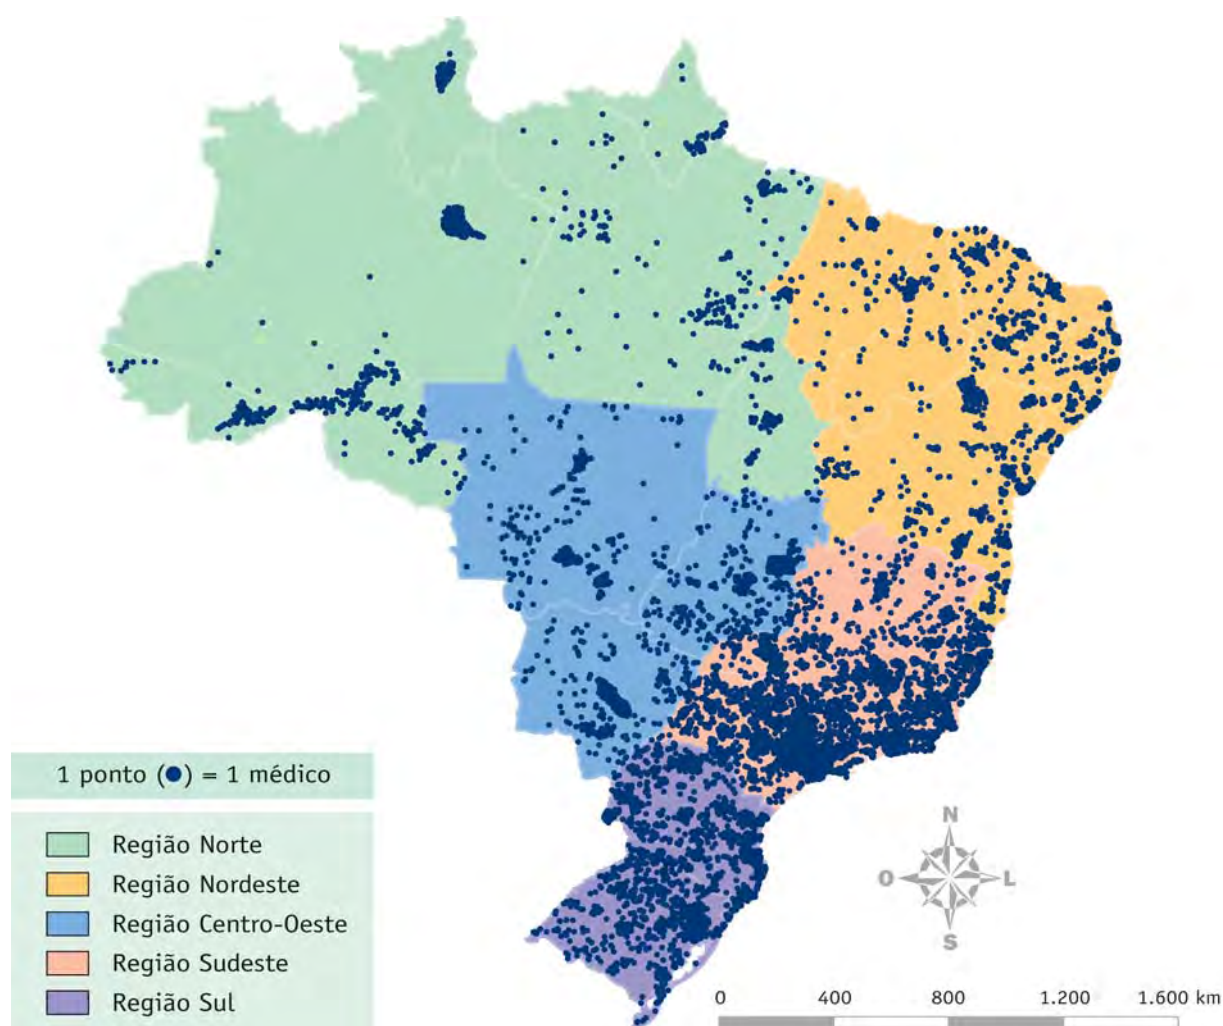 1 ponto (●) = 1 médico
Região Norte
Região Nordeste
Região Centro-Oeste
Região Sudeste
Região Sul
N
O
L
S
0 400 800 1.200 1.600 km